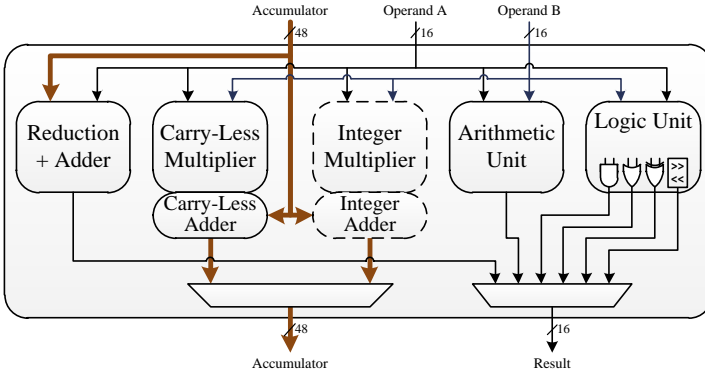 Accumulator
Operand A
Operand B
48
16
16
Reduction
+ Adder
Carry-Less
Multiplier
Integer
Multiplier
Arithmetic
Unit
Logic Unit
>>
<<
Carry-Less
Adder
Integer
Adder
48
16
Accumulator
Result